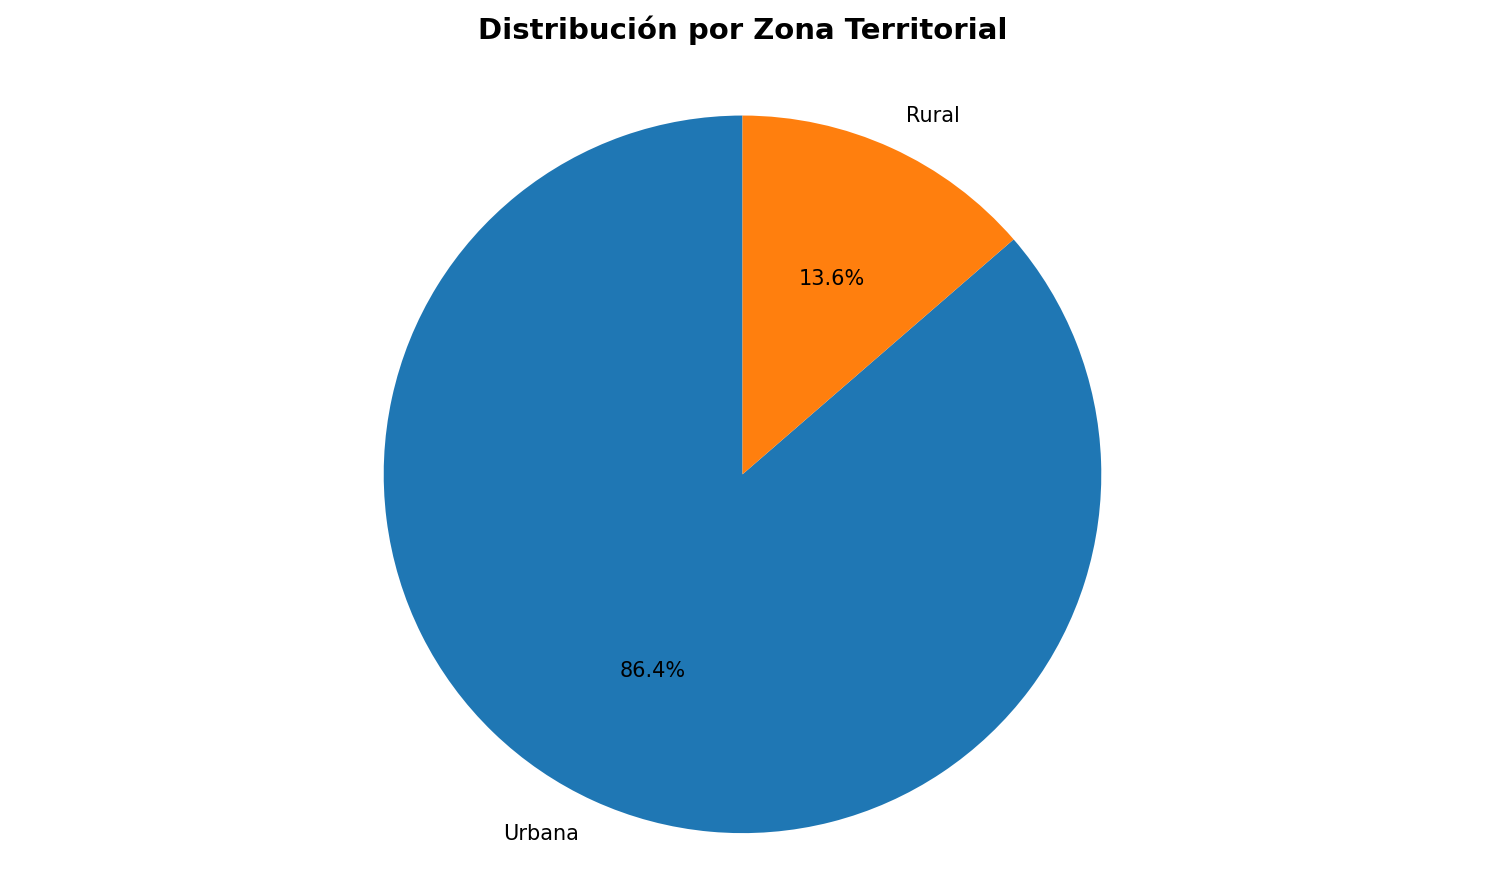 Distribución por Zona Territorial
Rural
13.6%
86.4%
Urbana